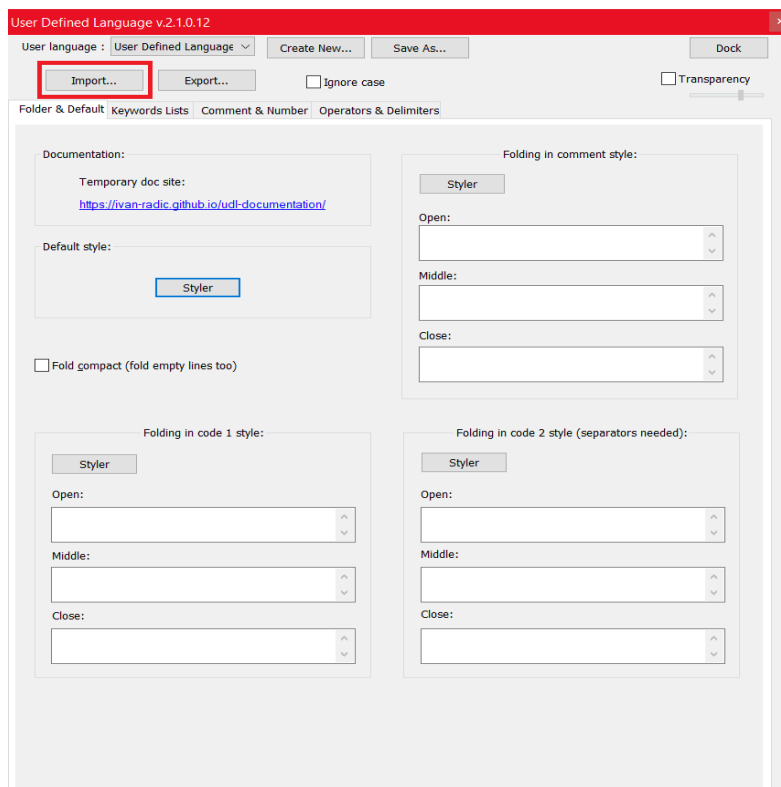 User Defined Language v.2.1.0.12
User language : User Defined Language Create New... Save As... Dock
Import... Export... Ignore case Transparency
Folder & Default Keywords Lists Comment & Number Operators & Delimiters
Documentation:
Temporary doc site:
https://ivan-radic.github.io/udl-documentation/
Default style:
Styler
Fold compact (fold empty lines too)
Folding in comment style:
Styler
Open:
Middle:
Close:
Folding in code 1 style:
Styler
Open:
Middle:
Close:
Folding in code 2 style (separators needed):
Styler
Open:
Middle:
Close: